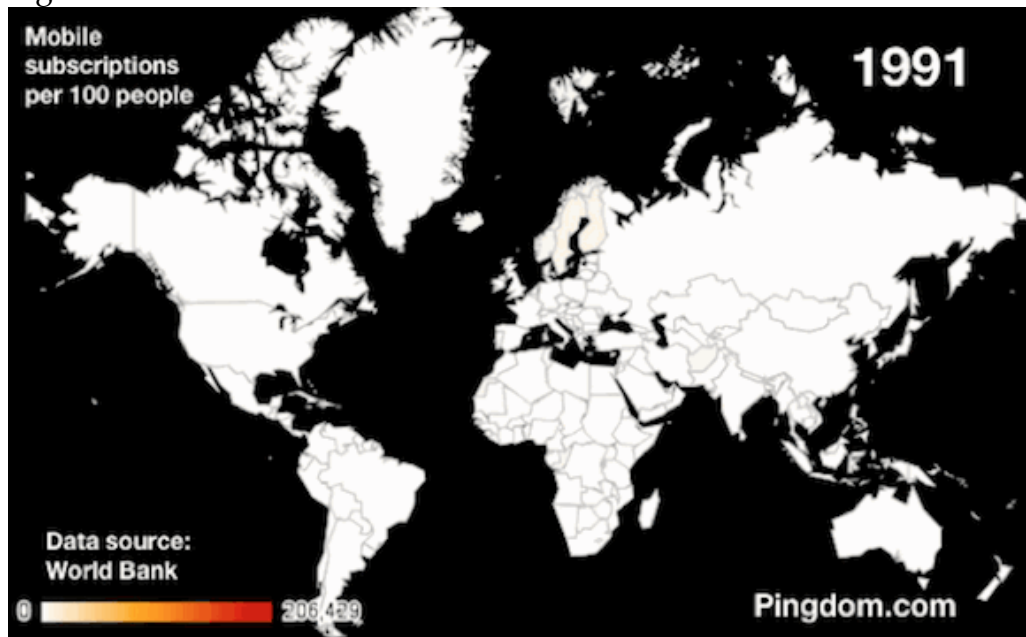 Mobile
subscriptions
per 100 people
1991
Data source:
World Bank
0
206,429
Pingdom.com